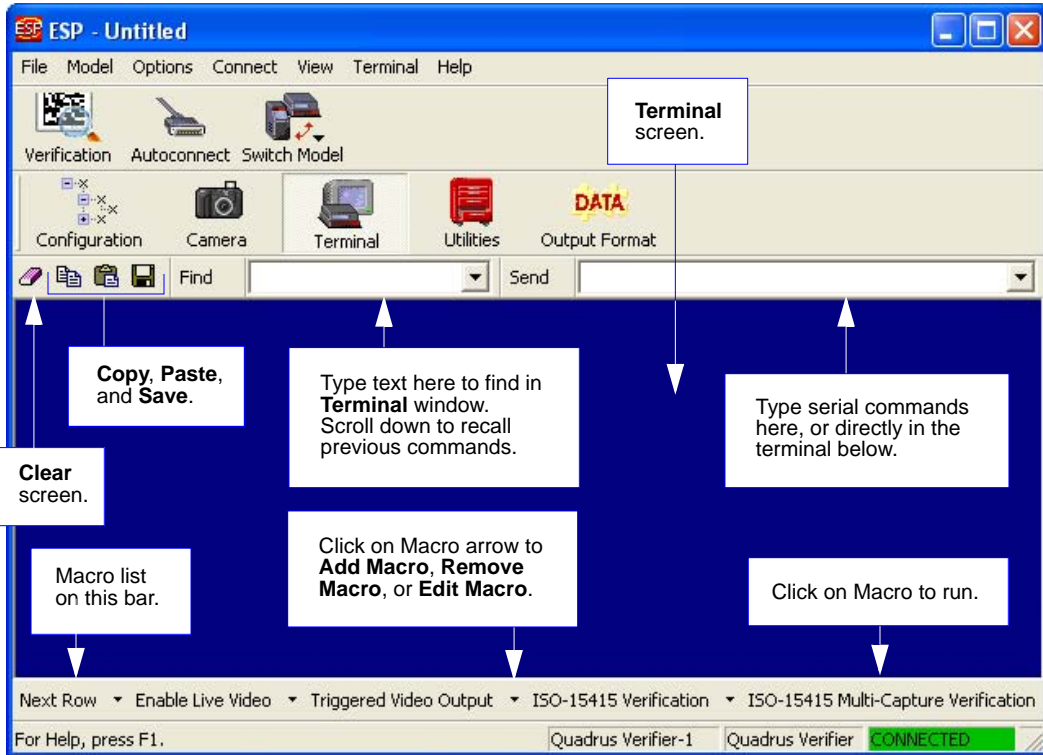 ESP ESP - Untitled
File Model Options Connect View Terminal Help
Verification Autoconnect Switch Model
Terminal
screen.
Configuration Camera Terminal Utilities DATA Output Format
Find Send
Copy, Paste,
and Save.
Type text here to find in
Terminal window.
Scroll down to recall
previous commands.
Type serial commands
here, or directly in the
terminal below.
Clear
screen.
Macro list
on this bar.
Click on Macro arrow to
Add Macro, Remove
Macro, or Edit Macro.
Click on Macro to run.
Next Row Enable Live Video Triggered Video Output ISO-15415 Verification ISO-15415 Multi-Capture Verification
For Help, press F1. Quadrus Verifier-1 Quadrus Verifier CONNECTED